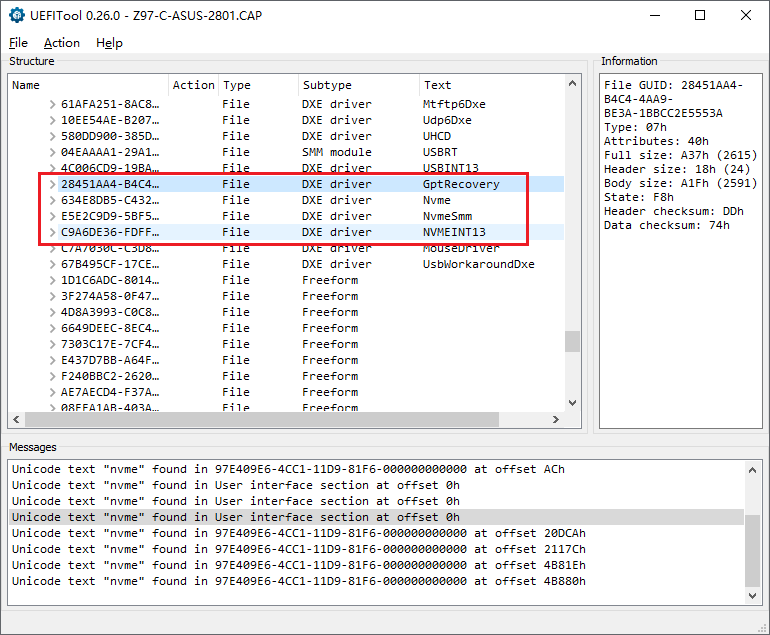 UEFITool 0.26.0 - Z97-C-ASUS-2801.CAP
File Action Help
Structure
Name Action Type Subtype Text
61AFA251-8AC8… File DXE driver Mtftp6Dxe
10EE54AE-B207… File DXE driver Udp6Dxe
580DD900-385D… File DXE driver UHCD
04EAAAA1-29A1… File SMM module USBRT
4C006CD9-19BA… File DXE driver USBINT13
28451AA4-B4C4… File DXE driver GptRecovery
634E8DB5-C432… File DXE driver Nvme
E5E2C9D9-5BF5… File DXE driver NvmeSmm
C9A6DE36-FDFF… File DXE driver NVMEINT13
C7A7030C-C3D8… File DXE driver MouseDriver
67B495CF-17CE… File DXE driver UsbWorkaroundDxe
1D1C6ADC-8014… File Freeform
3F274A58-0F47… File Freeform
4D8A3993-C0C8… File Freeform
6649DEEC-8EC4… File Freeform
7303C17E-7CF4… File Freeform
E437D7BB-A64F… File Freeform
F240BBC2-2620… File Freeform
AE7AECD4-F37A… File Freeform
08EEA1AB-403A… File Freeform
Information
File GUID: 28451AA4-
B4C4-4AA9-
BE3A-1BBCC2E5553A
Type: 07h
Attributes: 40h
Full size: A37h (2615)
Header size: 18h (24)
Body size: A1Fh (2591)
State: F8h
Header checksum: DDh
Data checksum: 74h
Messages
Unicode text "nvme" found in 97E409E6-4CC1-11D9-81F6-000000000000 at offset ACh
Unicode text "nvme" found in User interface section at offset 0h
Unicode text "nvme" found in User interface section at offset 0h
Unicode text "nvme" found in User interface section at offset 0h
Unicode text "nvme" found in 97E409E6-4CC1-11D9-81F6-000000000000 at offset 20DCAh
Unicode text "nvme" found in 97E409E6-4CC1-11D9-81F6-000000000000 at offset 2117Ch
Unicode text "nvme" found in 97E409E6-4CC1-11D9-81F6-000000000000 at offset 4B81Eh
Unicode text "nvme" found in 97E409E6-4CC1-11D9-81F6-000000000000 at offset 4B880h